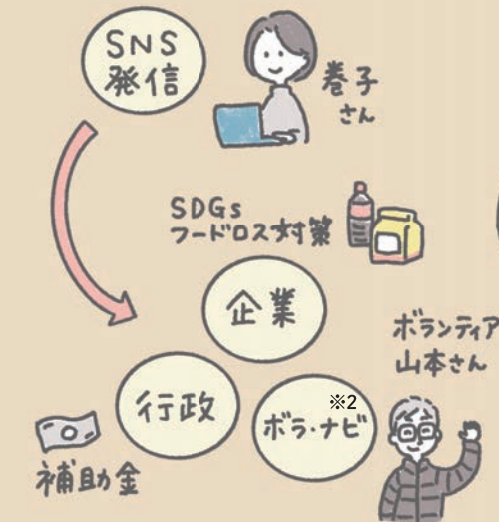 SNS
発信
巻子
さん
SDGs
フードロス対策
企業
ボランティア
山本さん
行政
※2
ボラ・ナビ
補助金